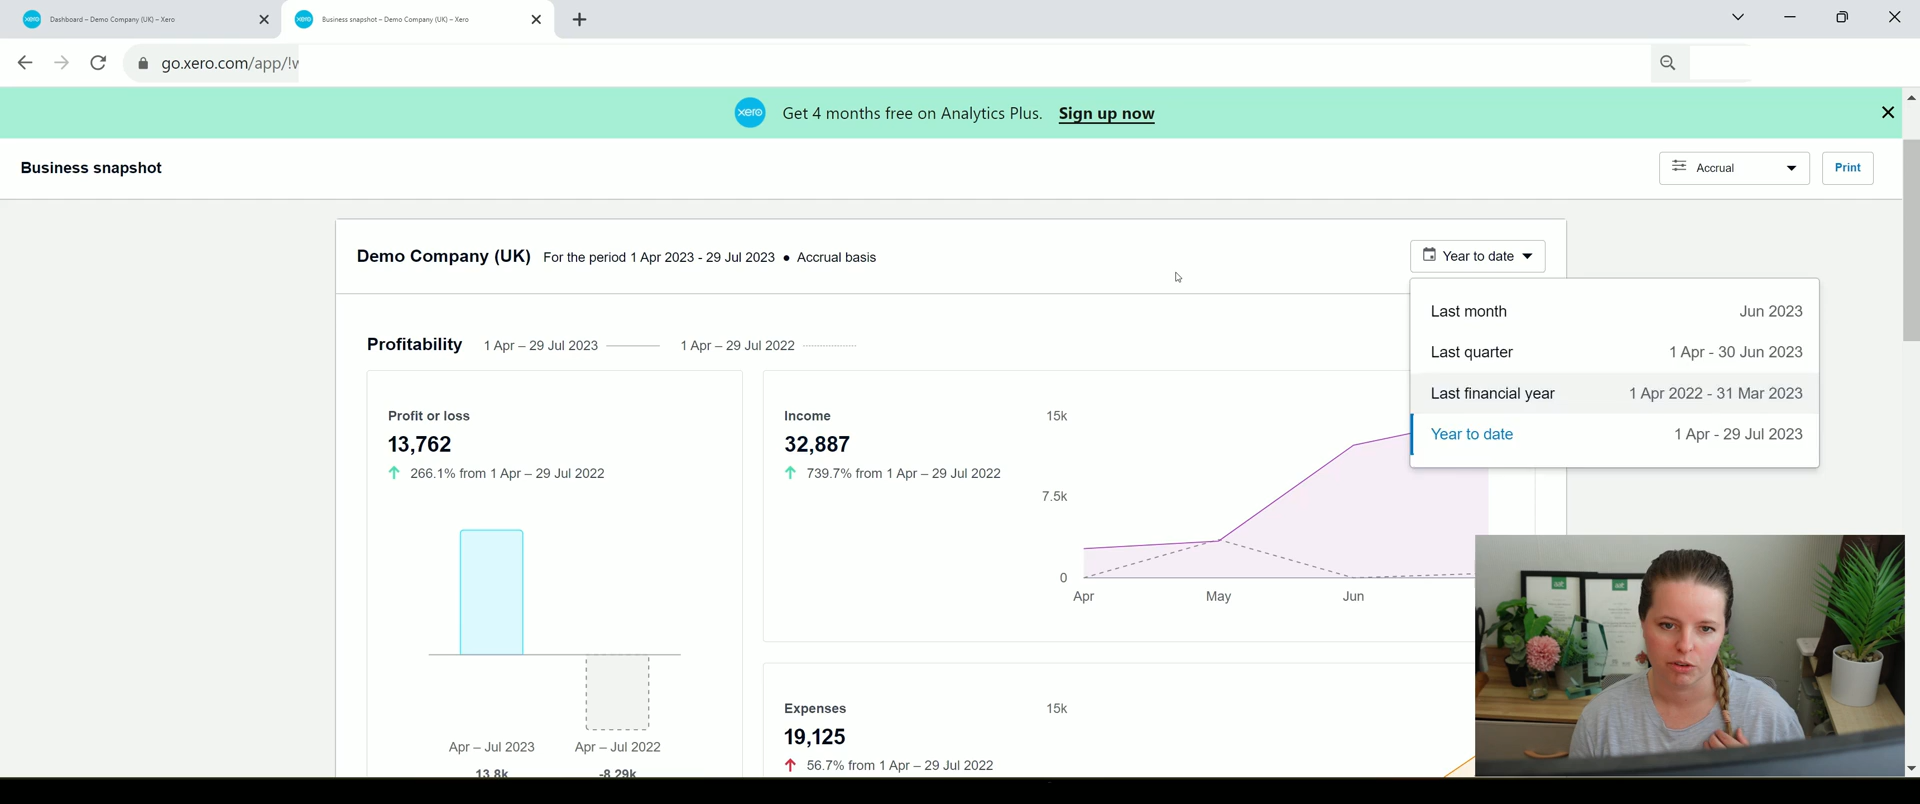 xero Dashboard – Demo Company (UK) – Xero
xero Business snapshot – Demo Company (UK) – Xero
go.xero.com/app/!
xero Get 4 months free on Analytics Plus. Sign up now
Business snapshot
Accrual
Print
Demo Company (UK) For the period 1 Apr 2023 - 29 Jul 2023 • Accrual basis
Year to date
Last month Jun 2023
Last quarter 1 Apr - 30 Jun 2023
Last financial year 1 Apr 2022 - 31 Mar 2023
Year to date 1 Apr - 29 Jul 2023
Profitability 1 Apr – 29 Jul 2023 1 Apr – 29 Jul 2022
Profit or loss
13,762
266.1% from 1 Apr – 29 Jul 2022
Apr – Jul 2023 Apr – Jul 2022
13.8k -8.29k
Income
32,887
739.7% from 1 Apr – 29 Jul 2022
15k
7.5k
0
Apr May Jun
Expenses
19,125
56.7% from 1 Apr – 29 Jul 2022
15k